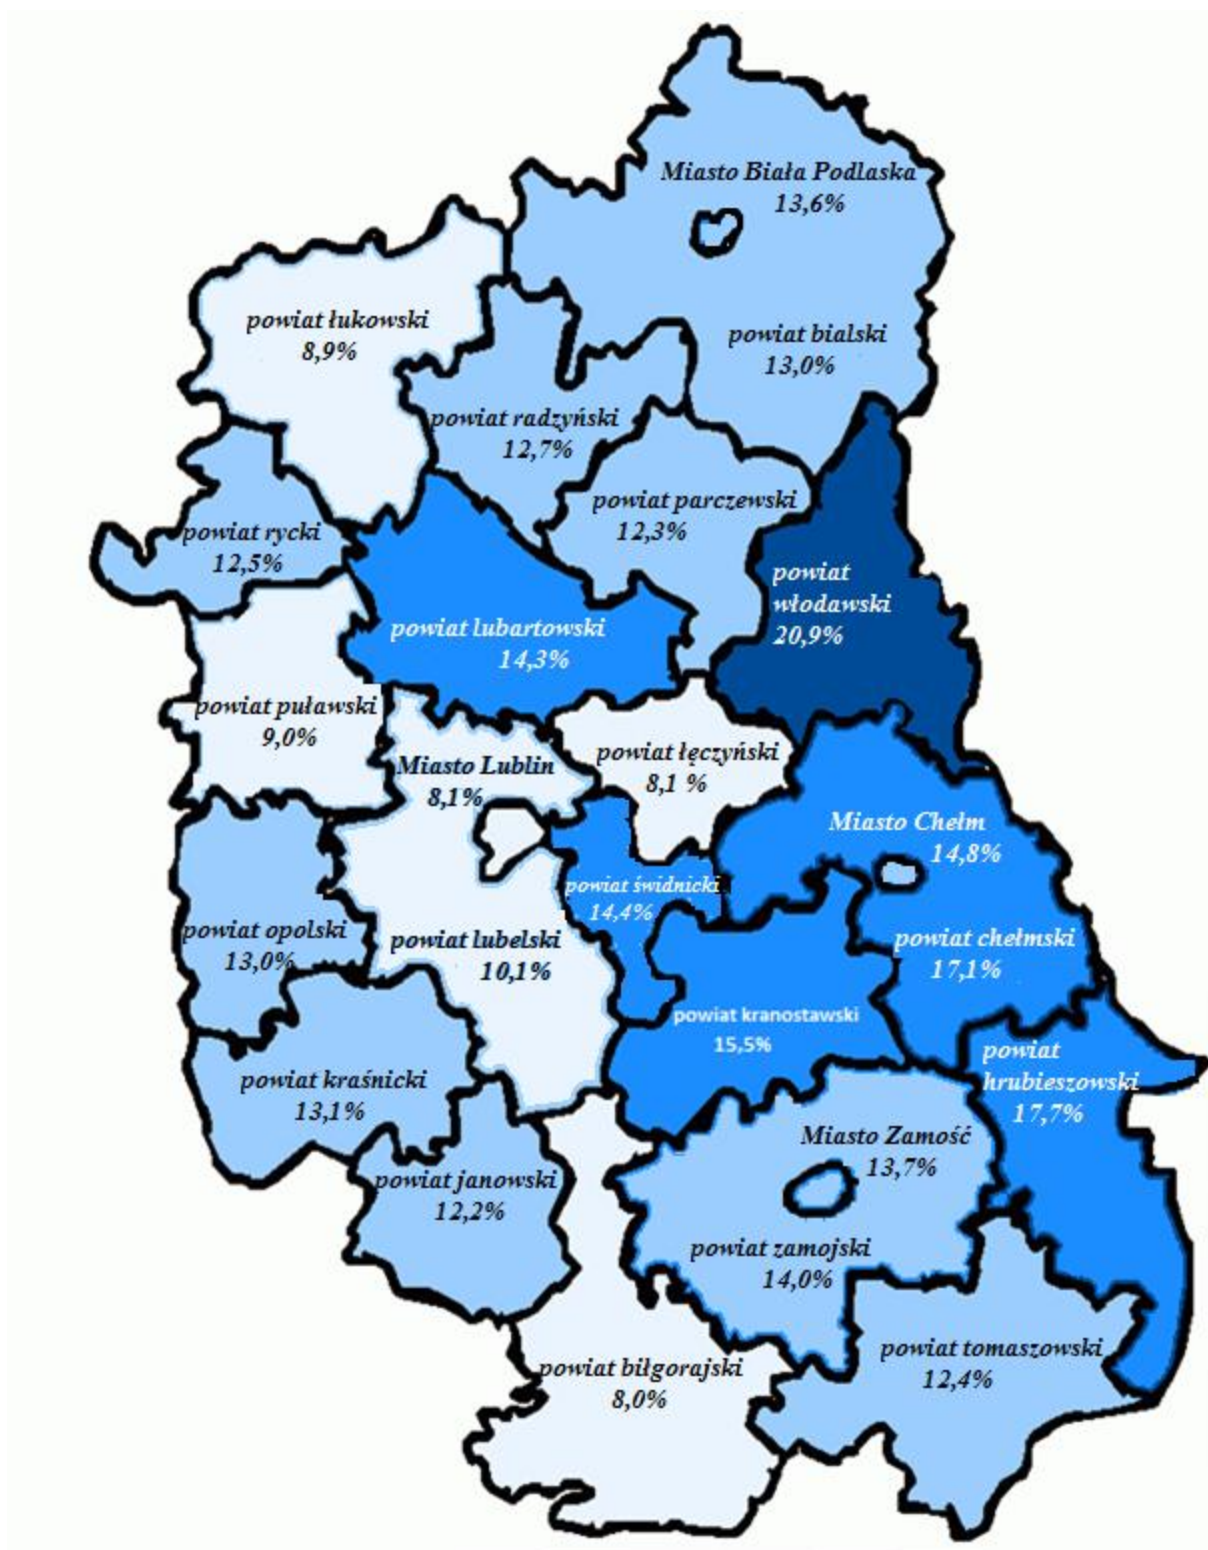 Miasto Biała Podlaska
13,6%
powiat łukowski
8,9%
powiat bialski
13,0%
powiat radzyński
12,7%
powiat parczewski
12,3%
powiat rycki
12,5%
powiat
włodawski
20,9%
powiat lubartowski
14,3%
powiat puławski
9,0%
Miasto Lublin
8,1%
powiat łęczyński
8,1 %
Miasto Chełm
14,8%
powiat świdnicki
14,4%
powiat opolski
13,0%
powiat lubelski
10,1%
powiat chełmski
17,1%
powiat kranostawski
15,5%
powiat
hrubieszowski
17,7%
powiat kraśnicki
13,1%
Miasto Zamość
13,7%
powiat janowski
12,2%
powiat zamojski
14,0%
powiat tomaszowski
12,4%
powiat biłgorajski
8,0%